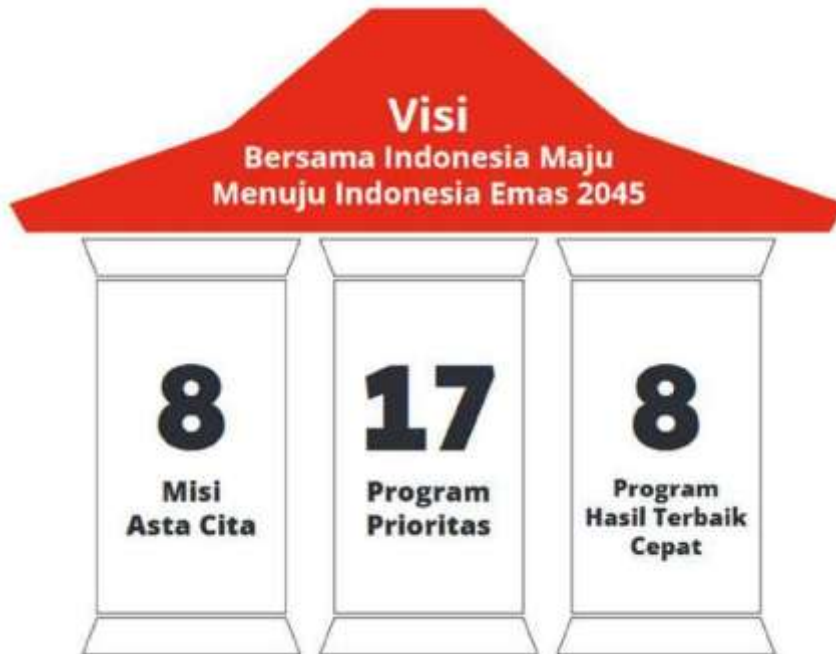 Visi
Bersama Indonesia Maju
Menuju Indonesia Emas 2045
8
Misi
Asta Cita
17
Program
Prioritas
8
Program
Hasil Terbaik
Cepat